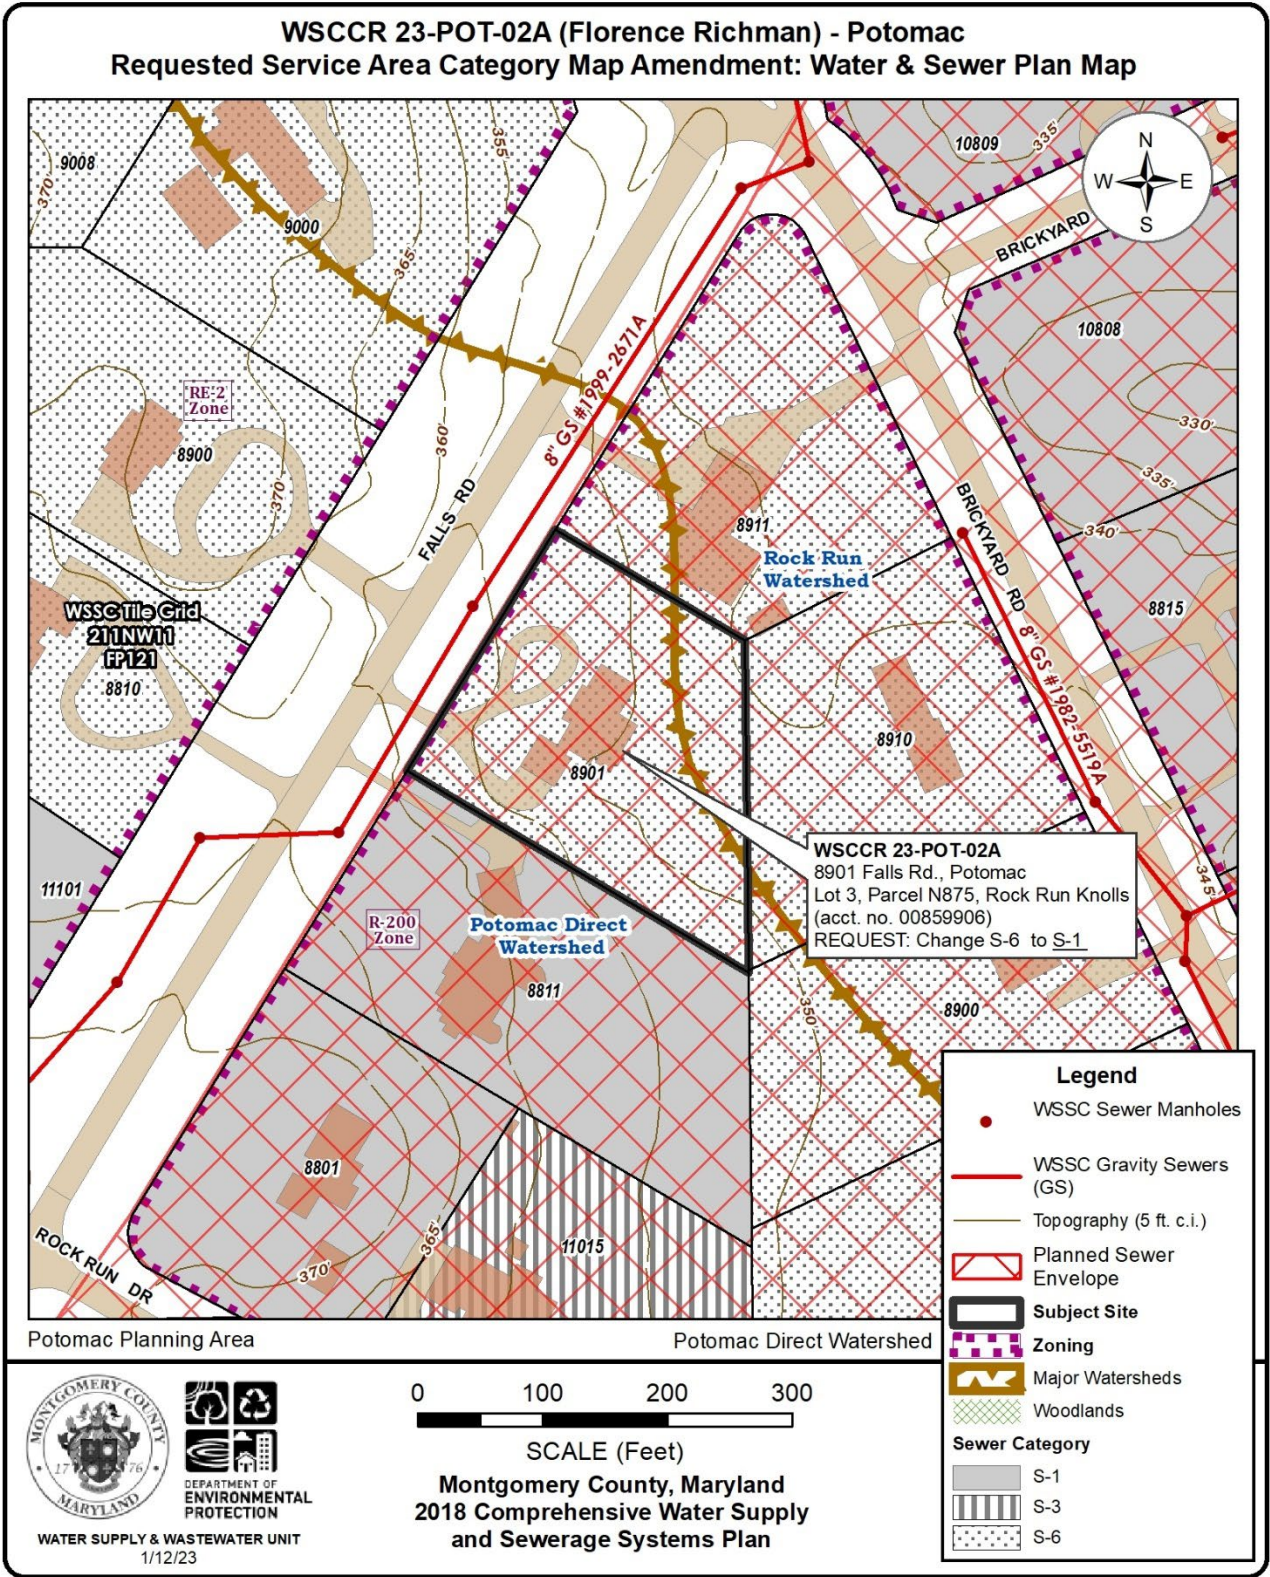 WSCCR 23-POT-02A (Florence Richman) - Potomac
Requested Service Area Category Map Amendment: Water & Sewer Plan Map
9008
370'
355'
10809
335'
N
W E
S
9000
365'
BRICKYARD
10808
8" GS #1999-2671A
RE-2
Zone
360'
330'
8900
370'
335'
FALLS RD
8911
BRICKYARD RD
340'
Rock Run
Watershed
WSSC Tile Grid
211NW11
FP121
8815
8" GS #1982-5519A
8810
8910
8901
WSCCR 23-POT-02A
8901 Falls Rd., Potomac
Lot 3, Parcel N875, Rock Run Knolls
(acct. no. 00859906)
REQUEST: Change S-6 to S-1
345'
11101
R-200
Zone
Potomac Direct
Watershed
8811
350'
8900
8801
365'
11015
370'
ROCK RUN DR
Legend
WSSC Sewer Manholes
WSSC Gravity Sewers
(GS)
Topography (5 ft. c.i.)
Planned Sewer
Envelope
Subject Site
Zoning
Major Watersheds
Woodlands
Sewer Category
S-1
S-3
S-6
Potomac Planning Area
Potomac Direct Watershed
MONTGOMERY COUNTY
17 76
MARYLAND
DEPARTMENT OF
ENVIRONMENTAL
PROTECTION
WATER SUPPLY & WASTEWATER UNIT
1/12/23
0 100 200 300
SCALE (Feet)
Montgomery County, Maryland
2018 Comprehensive Water Supply
and Sewerage Systems Plan